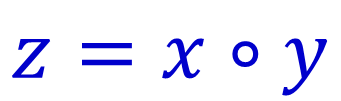 z = x ∘ y